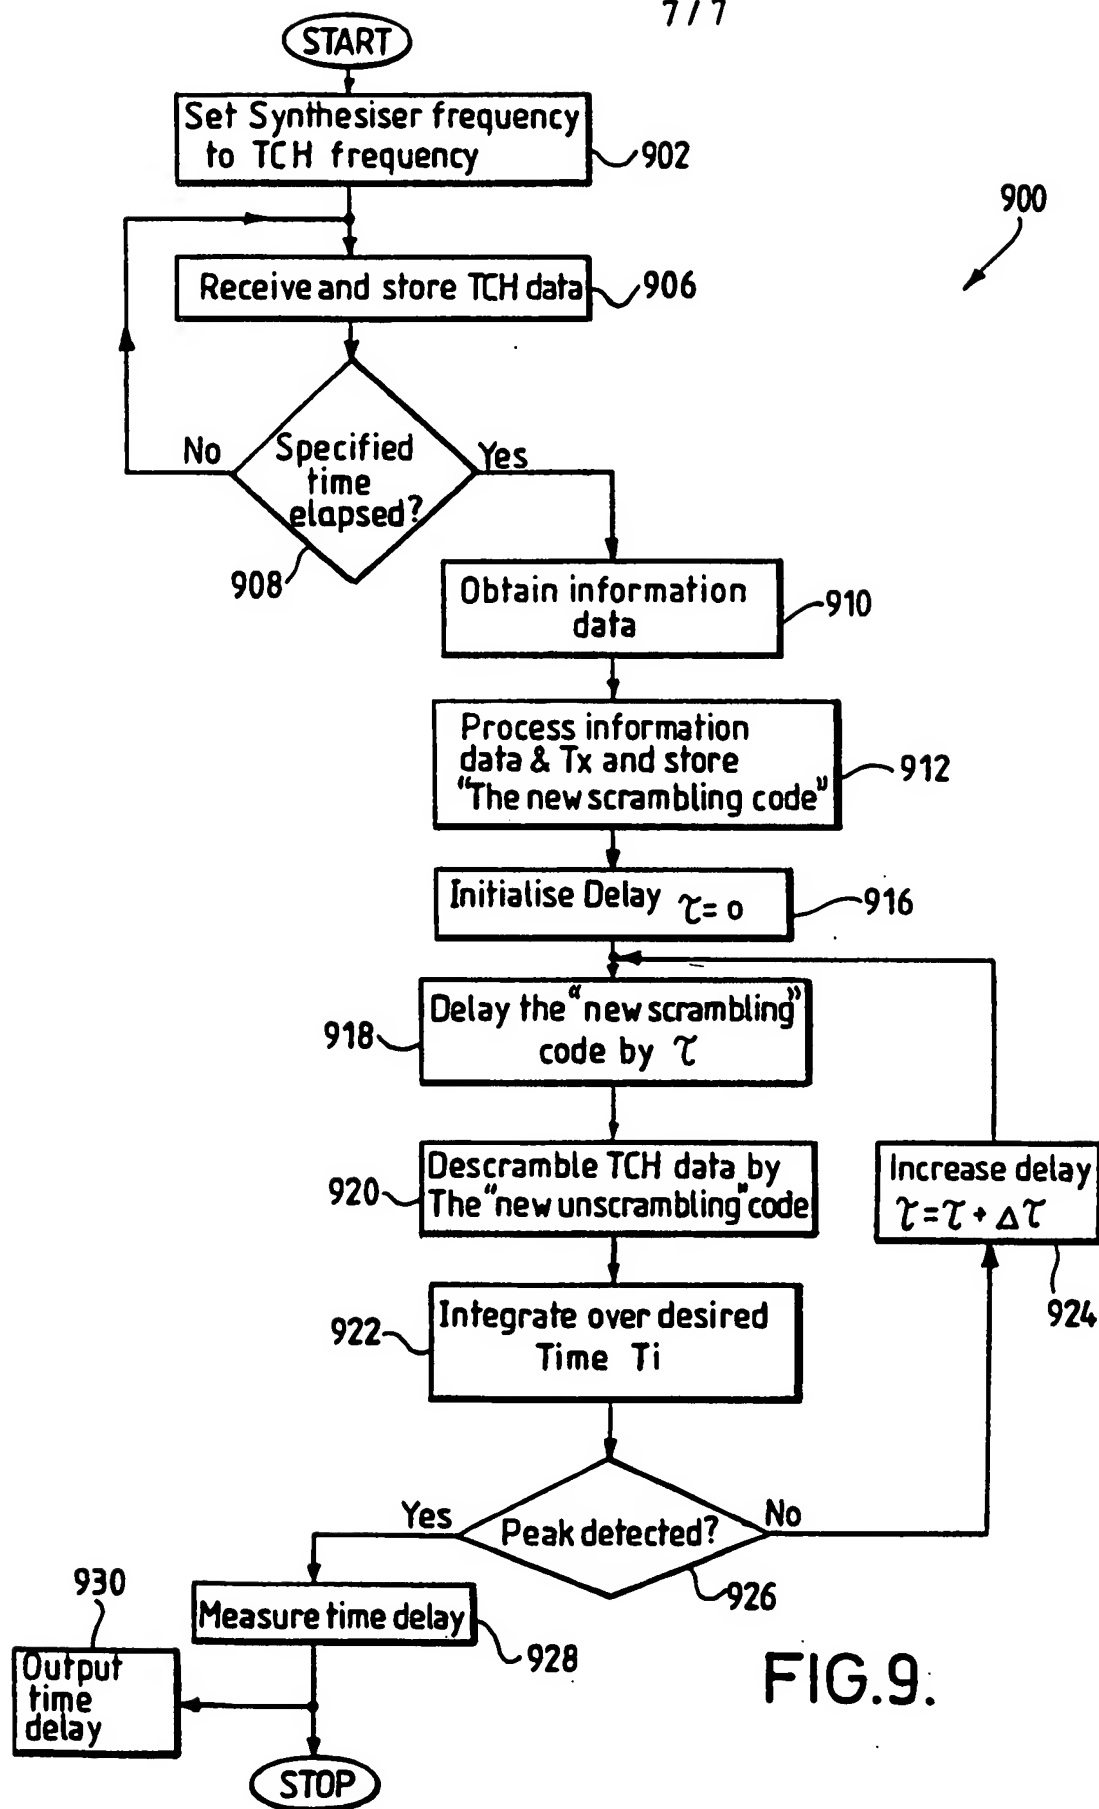 7/7
START
Set Synthesiser frequency
to TCH frequency
902
900
Receive and store TCH data
906
No
Specified
time
elapsed?
Yes
908
Obtain information
data
910
Process information
data & Tx and store
"The new scrambling code"
912
Initialise Delay τ=0
916
Delay the "new scrambling"
code by τ
918
Descramble TCH data by
The "new unscrambling" code
920
Increase delay
τ=τ+Δτ
924
Integrate over desired
Time Ti
922
Yes
Peak detected?
No
926
930
Measure time delay
928
Output
time
delay
STOP
FIG.9.